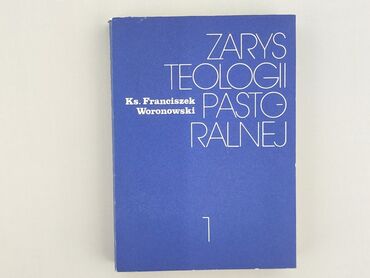 ZARYS
TEOLOGII
PASTO-
RALNEJ
Ks. Franciszek
Woronowski
1